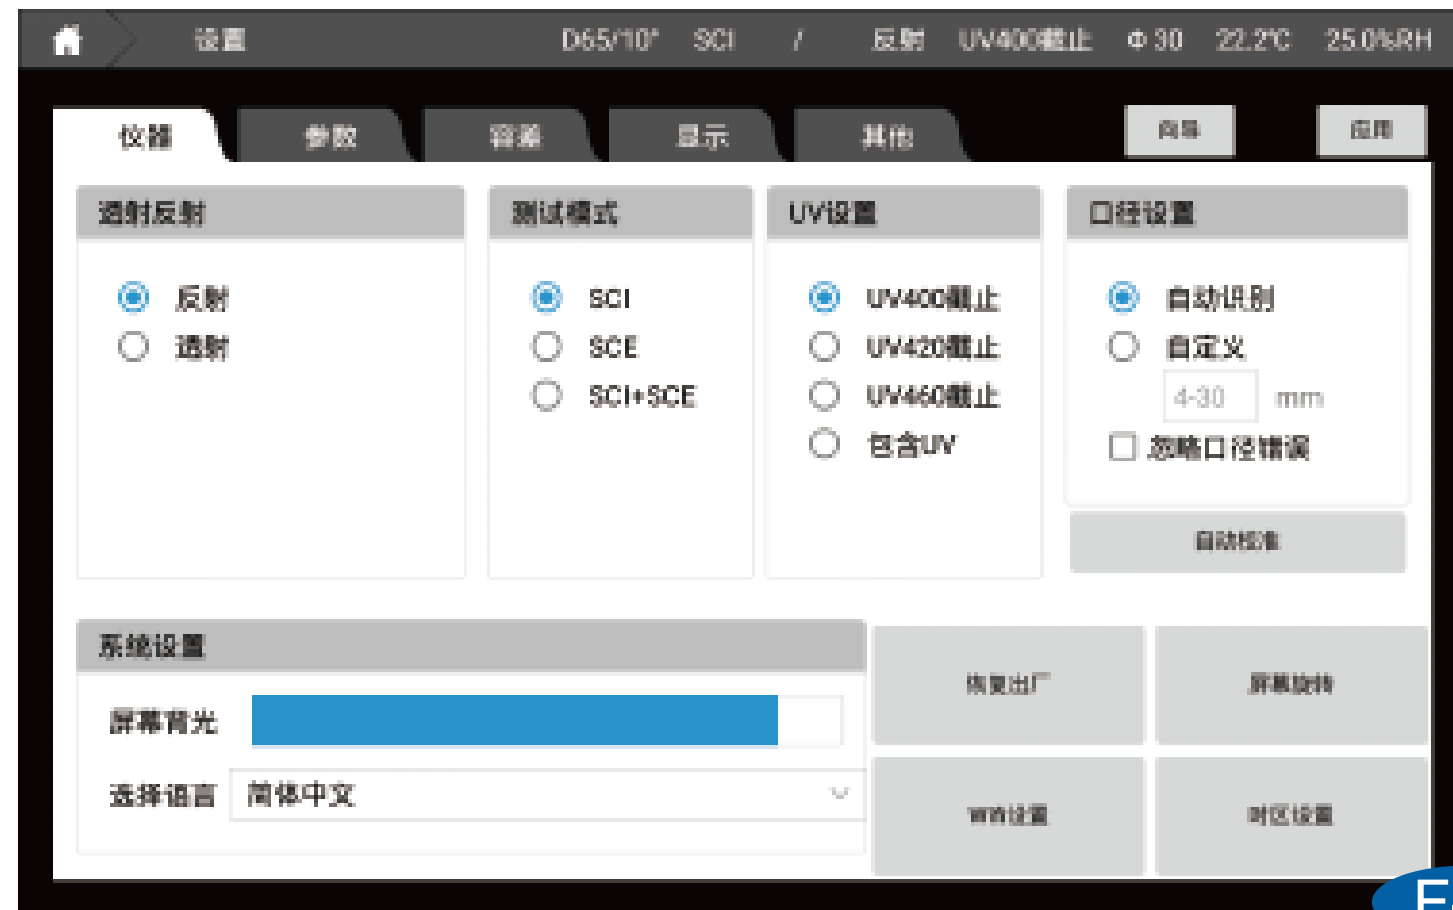 设置 D65/10° SCI / 反射 UV400截止 Φ30 22.2℃ 25.0%RH
仪器 参数 容差 显示 其他 向导 应用
透射反射 测试模式 UV设置 口径设置
反射 SCI UV400截止 自动识别
透射 SCE UV420截止 自定义
SCI+SCE UV460截止 4-30 mm
包含UV 忽略口径错误
自动校准
系统设置
恢复出厂 屏幕旋转
屏幕背光
选择语言 简体中文
设置 时区设置